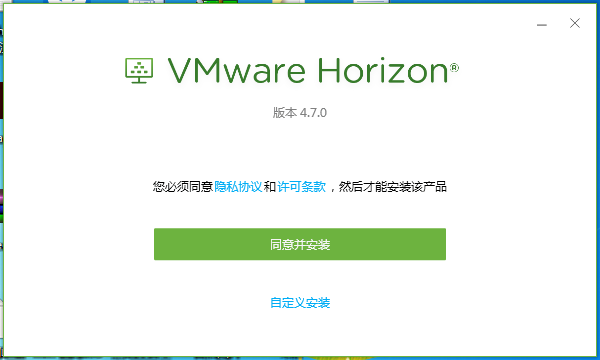 VMware Horizon®
版本 4.7.0
您必须同意隐私协议和许可条款，然后才能安装该产品
同意并安装
自定义安装